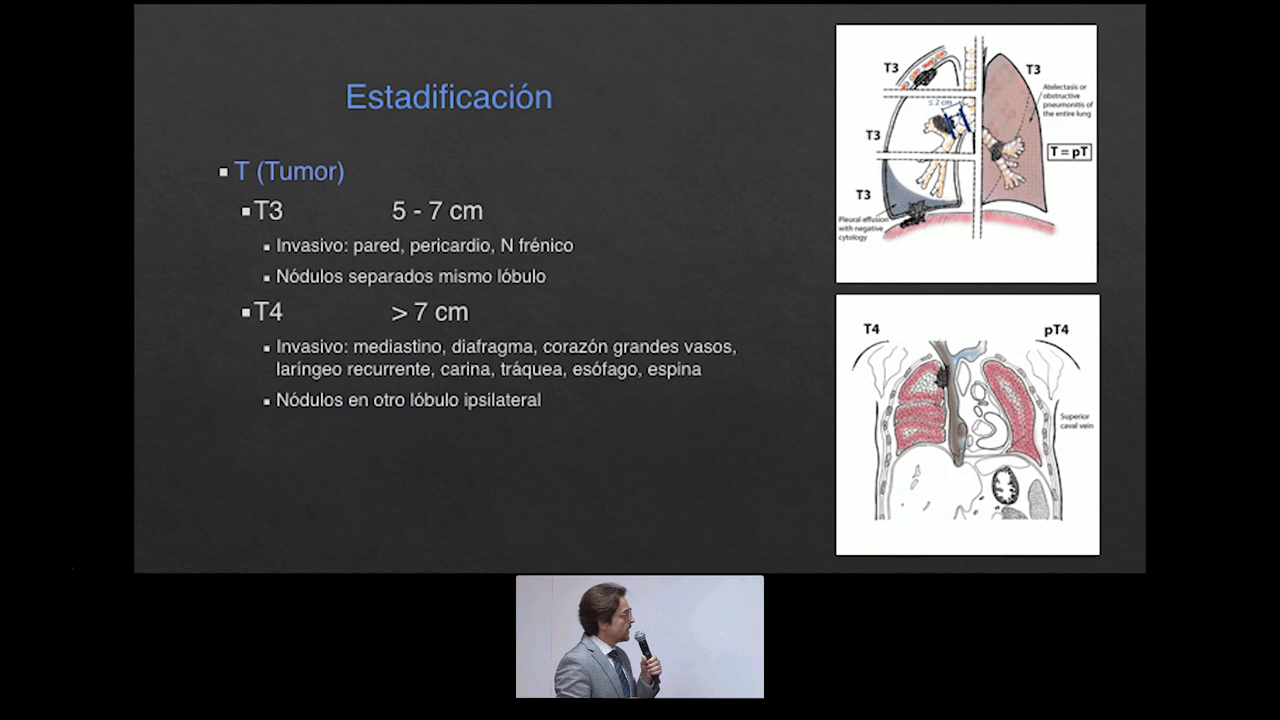 Estadificación
T (Tumor)
T3 5 - 7 cm
Invasivo: pared, pericardio, N frénico
Nódulos separados mismo lóbulo
T4 > 7 cm
Invasivo: mediastino, diafragma, corazón grandes vasos,
laríngeo recurrente, carina, tráquea, esófago, espina
Nódulos en otro lóbulo ipsilateral
T3
T3
Atelectasis or
obstructive
pneumonitis of
the entire lung
≤ 2 cm
T3
T = pT
T3
Pleural effusion
with negative
cytology
T4
pT4
Superior
caval vein